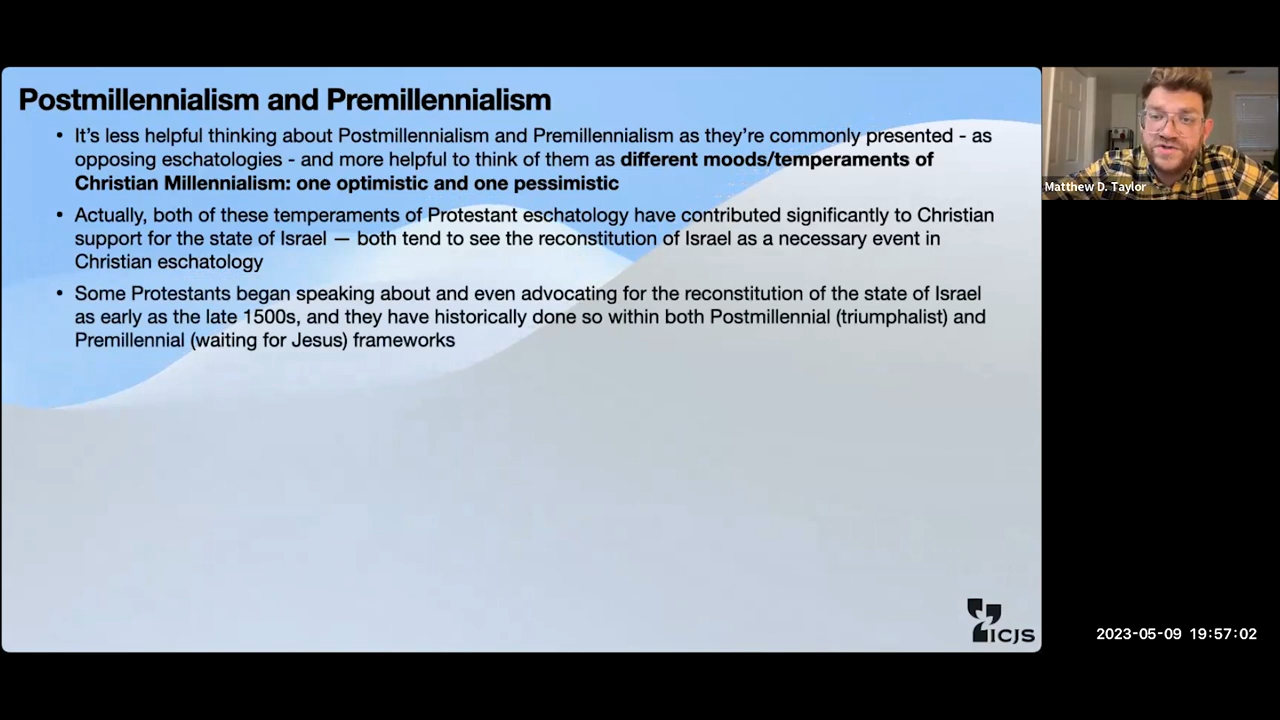 Postmillennialism and Premillennialism
• It's less helpful thinking about Postmillennialism and Premillennialism as they're commonly presented - as
opposing eschatologies - and more helpful to think of them as different moods/temperaments of
Christian Millennialism: one optimistic and one pessimistic
• Actually, both of these temperaments of Protestant eschatology have contributed significantly to Christian
support for the state of Israel — both tend to see the reconstitution of Israel as a necessary event in
Christian eschatology
• Some Protestants began speaking about and even advocating for the reconstitution of the state of Israel
as early as the late 1500s, and they have historically done so within both Postmillennial (triumphalist) and
Premillennial (waiting for Jesus) frameworks
Matthew D. Taylor
ICJS
2023-05-09 19:57:02